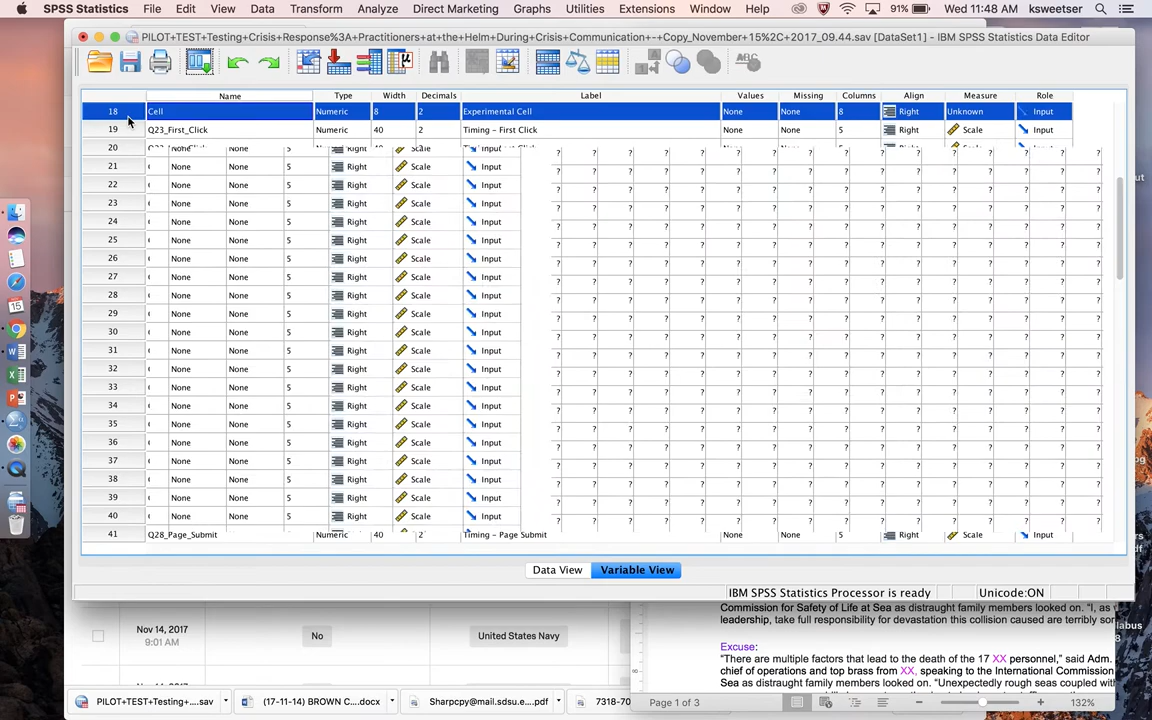 SPSS Statistics File Edit View Data Transform Analyze Direct Marketing Graphs Utilities Extensions Window Help 91% Wed 11:48 AM ksweetser
PILOT+TEST+Testing+Crisis+Response%3A+Practitioners+at+the+Helm+During+Crisis+Communication+-+Copy_November+15%2C+2017_09.44.sav [DataSet1] - IBM SPSS Statistics Data Editor
Name Type Width Decimals Label Values Missing Columns Align Measure Role
18 Cell Numeric 8 2 Experimental Cell None None 8 Right Unknown Input
19 Q23_First_Click Numeric 40 2 Timing - First Click None None 5 Right Scale Input
20 None None 5 Right Scale Input ? ? ? ? ? ? ? ? ? ? ? ? ? ? ? ?
21 None None 5 Right Scale Input ? ? ? ? ? ? ? ? ? ? ? ? ? ? ? ?
22 None None 5 Right Scale Input ? ? ? ? ? ? ? ? ? ? ? ? ? ? ? ?
23 None None 5 Right Scale Input ? ? ? ? ? ? ? ? ? ? ? ? ? ? ? ?
24 None None 5 Right Scale Input ? ? ? ? ? ? ? ? ? ? ? ? ? ? ? ?
25 None None 5 Right Scale Input ? ? ? ? ? ? ? ? ? ? ? ? ? ? ? ?
26 None None 5 Right Scale Input ? ? ? ? ? ? ? ? ? ? ? ? ? ? ? ?
27 None None 5 Right Scale Input ? ? ? ? ? ? ? ? ? ? ? ? ? ? ? ?
28 None None 5 Right Scale Input ? ? ? ? ? ? ? ? ? ? ? ? ? ? ? ?
29 None None 5 Right Scale Input ? ? ? ? ? ? ? ? ? ? ? ? ? ? ? ?
30 None None 5 Right Scale Input ? ? ? ? ? ? ? ? ? ? ? ? ? ? ? ?
31 None None 5 Right Scale Input ? ? ? ? ? ? ? ? ? ? ? ? ? ? ? ?
32 None None 5 Right Scale Input ? ? ? ? ? ? ? ? ? ? ? ? ? ? ? ?
33 None None 5 Right Scale Input ? ? ? ? ? ? ? ? ? ? ? ? ? ? ? ?
34 None None 5 Right Scale Input ? ? ? ? ? ? ? ? ? ? ? ? ? ? ? ?
35 None None 5 Right Scale Input ? ? ? ? ? ? ? ? ? ? ? ? ? ? ? ?
36 None None 5 Right Scale Input ? ? ? ? ? ? ? ? ? ? ? ? ? ? ? ?
37 None None 5 Right Scale Input ? ? ? ? ? ? ? ? ? ? ? ? ? ? ? ?
38 None None 5 Right Scale Input ? ? ? ? ? ? ? ? ? ? ? ? ? ? ? ?
39 None None 5 Right Scale Input ? ? ? ? ? ? ? ? ? ? ? ? ? ? ? ?
40 None None 5 Right Scale Input ? ? ? ? ? ? ? ? ? ? ? ? ? ? ? ?
41 Q28_Page_Submit Numeric 40 2 Timing - Page Submit None None 5 Right Scale Input
Data View Variable View
IBM SPSS Statistics Processor is ready Unicode:ON
Commission for Safety of Life at Sea as distraught family members looked on. "I, as
leadership, take full responsibility for devastation this collision caused are terribly sor
Nov 14, 2017
9:01 AM
No
United States Navy
Excuse:
"There are multiple factors that lead to the death of the 17 XX personnel," said Adm.
chief of operations and top brass from XX, speaking to the International Commission
Sea as distraught family members looked on. "Unexpectedly rough seas coupled with
PILOT+TEST+Testing+....sav (17-11-14) BROWN C....docx Sharpcpy@mail.sdsu.e....pdf 7318-70
Page 1 of 3 132%